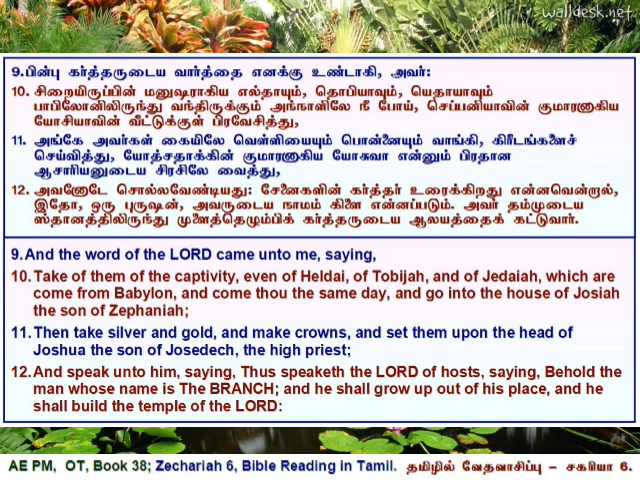 walldesk.net
9.பின்பு கர்த்தருடைய வார்த்தை எனக்கு உண்டாகி, அவர்:
10. சிறையிருப்பின் மனுஷராகிய எல்தாயும், தொபியாவும், யெதாயாவும்
பாபிலோனிலிருந்து வந்திருக்கும் அந்நாளிலே நீ போய், செப்பனியாவின் குமாரனாகிய
யோசியாவின் வீட்டுக்குள் பிரவேசித்து,
11. அங்கே அவர்கள் கையிலே வெள்ளியையும் பொன்னையும் வாங்கி, கிரீடங்களைச்
செய்வித்து, யோத்சதாக்கின் குமாரனாகிய யோசுவா என்னும் பிரதான
ஆசாரியனுடைய சிரசிலே வைத்து,
12. அவனோடே சொல்லவேண்டியது: சேனைகளின் கர்த்தர் உரைக்கிறது என்னவென்றால்,
இதோ, ஒரு புருஷன், அவருடைய நாமம் கிளை என்னப்படும். அவர் தம்முடைய
ஸ்தானத்திலிருந்து முளைத்தெழும்பிக் கர்த்தருடைய ஆலயத்தைக் கட்டுவார்.
9.And the word of the LORD came unto me, saying,
10.Take of them of the captivity, even of Heldai, of Tobijah, and of Jedaiah, which are
come from Babylon, and come thou the same day, and go into the house of Josiah
the son of Zephaniah;
11.Then take silver and gold, and make crowns, and set them upon the head of
Joshua the son of Josedech, the high priest;
12.And speak unto him, saying, Thus speaketh the LORD of hosts, saying, Behold the
man whose name is The BRANCH; and he shall grow up out of his place, and he
shall build the temple of the LORD:
AE PM, OT, Book 38; Zechariah 6, Bible Reading in Tamil. தமிழில் வேதவாசிப்பு – சகரியா 6.